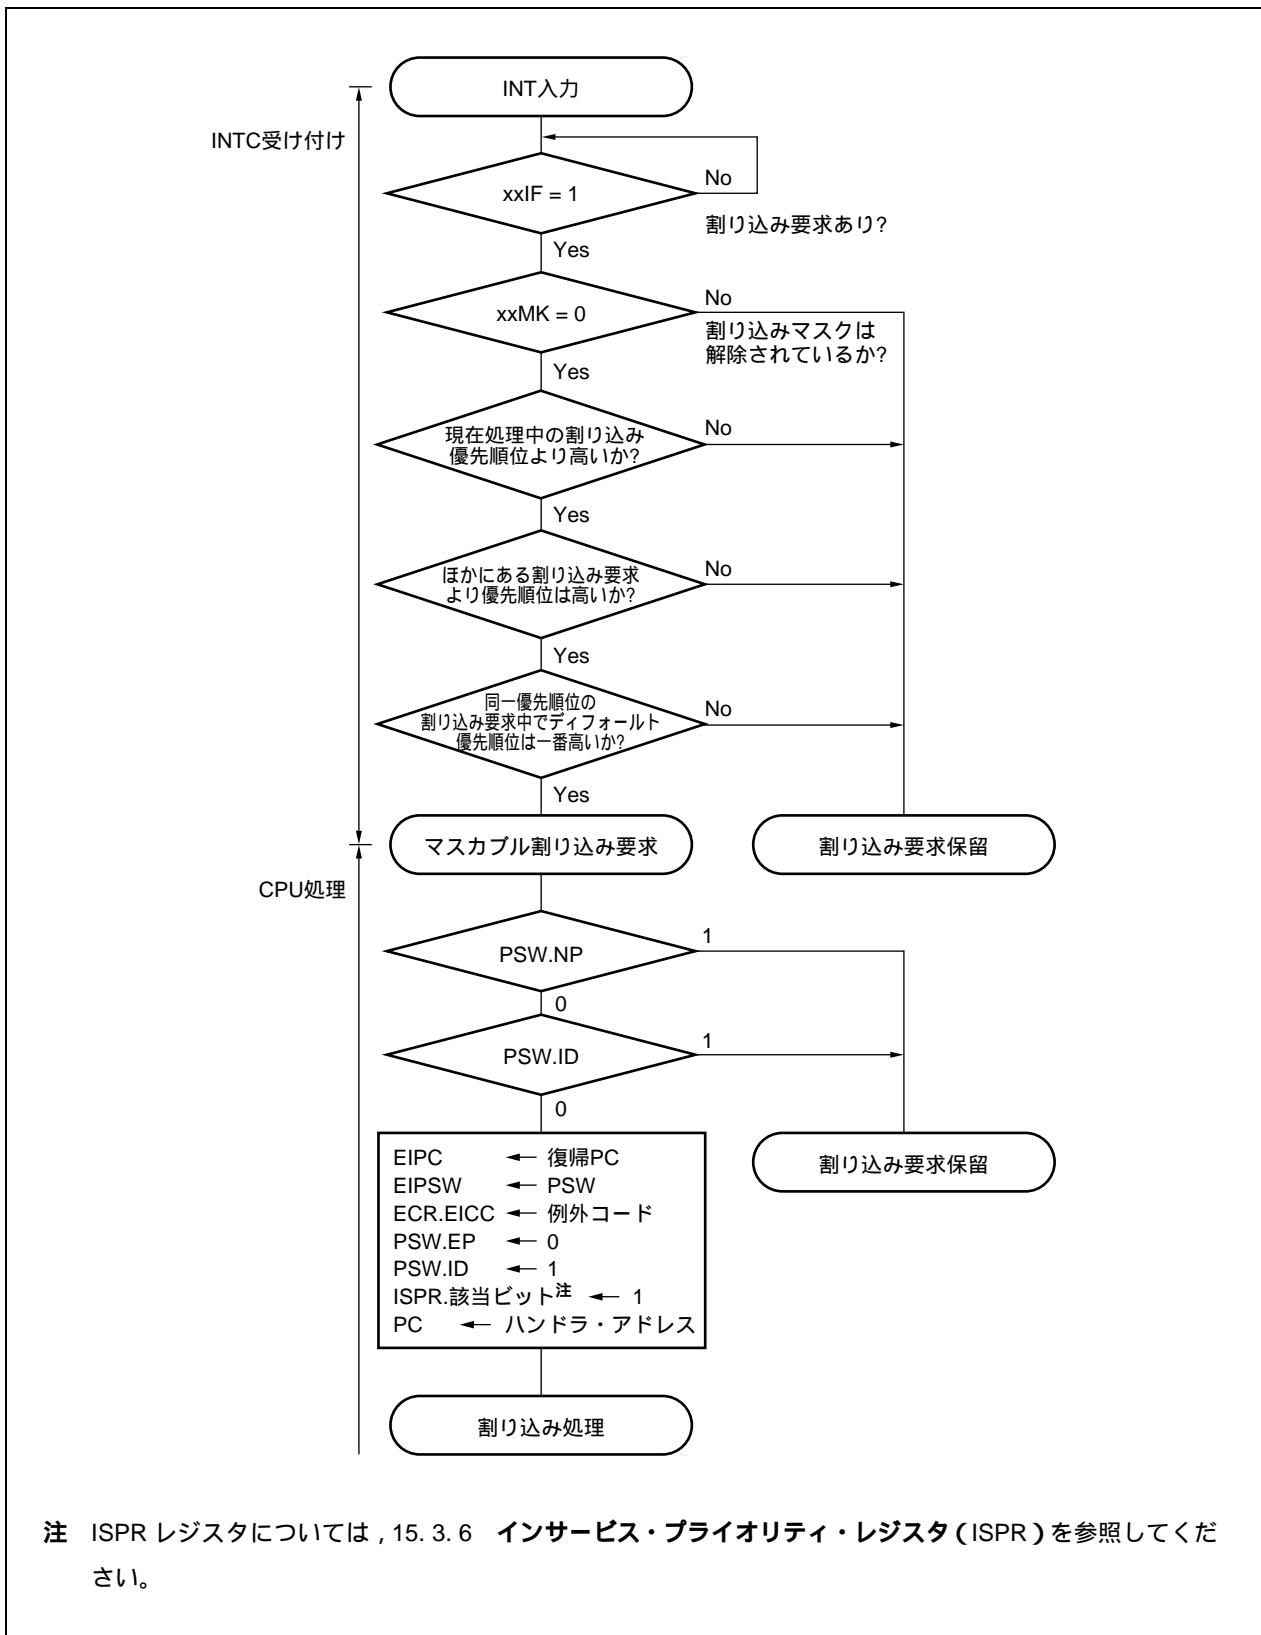 INT入力
INTC受け付け
xxIF = 1
No
割り込み要求あり?
Yes
xxMK = 0
No
割り込みマスクは
解除されているか?
Yes
現在処理中の割り込み
優先順位より高いか?
No
Yes
ほかにある割り込み要求
より優先順位は高いか?
No
Yes
同一優先順位の
割り込み要求中でディフォールト
優先順位は一番高いか?
No
Yes
マスカブル割り込み要求
割り込み要求保留
CPU処理
PSW.NP
1
0
PSW.ID
1
0
割り込み要求保留
EIPC ← 復帰PC
EIPSW ← PSW
ECR.EICC ← 例外コード
PSW.EP ← 0
PSW.ID ← 1
ISPR.該当ビット注 ← 1
PC ← ハンドラ・アドレス
割り込み処理
注 ISPR レジスタについては , 15. 3. 6 インサービス・プライオリティ・レジスタ(ISPR)を参照してくだ
さい。